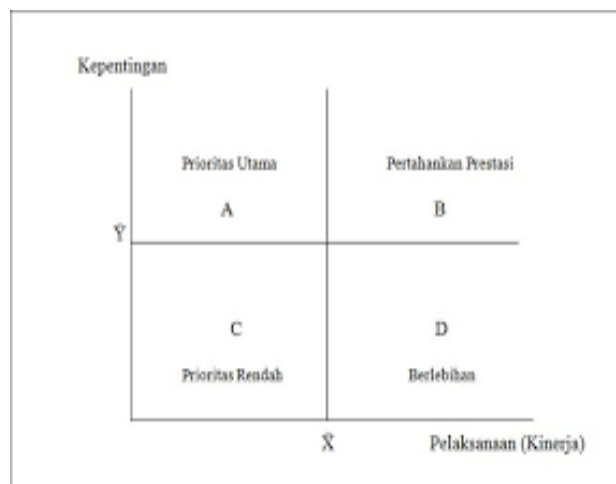 Kepentingan
Prioritas Utama
Pertahankan Prestasi
A
B
Ȳ
C
D
Prioritas Rendah
Berlebihan
X̄
Pelaksanaan (Kinerja)